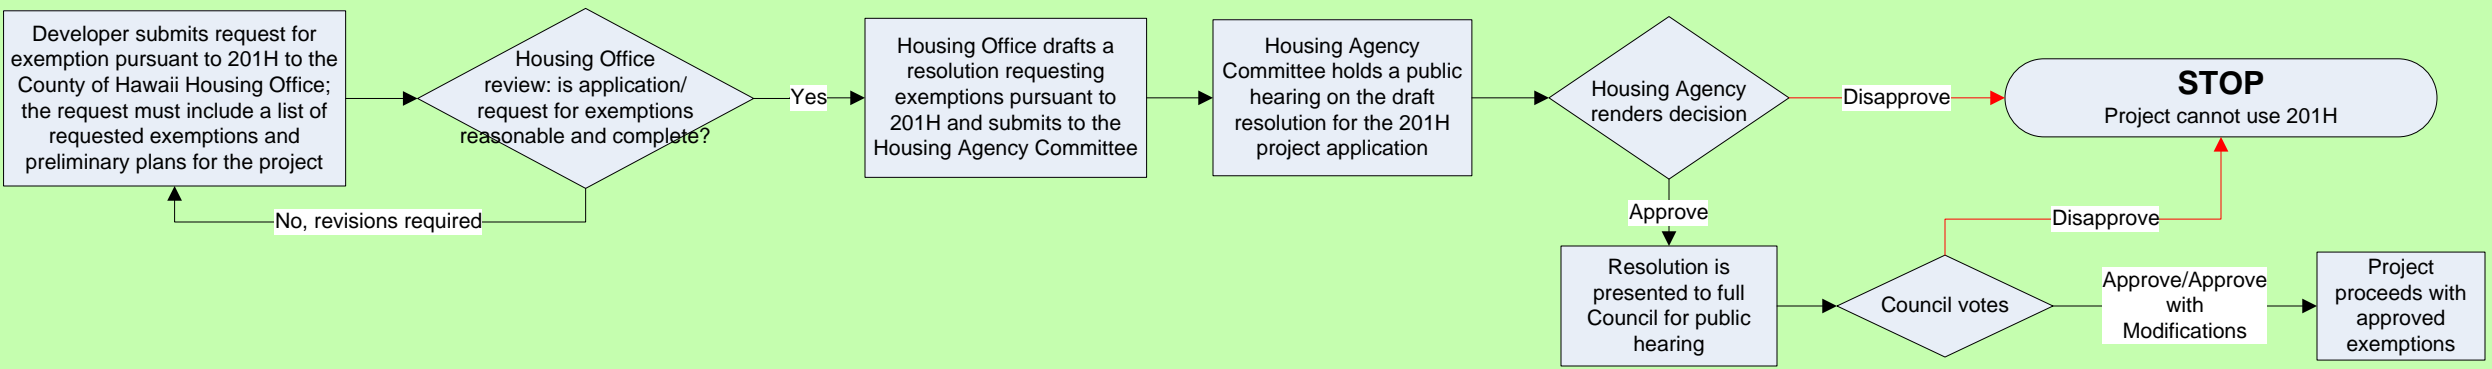 Developer submits request for
exemption pursuant to 201H to the
County of Hawaii Housing Office;
the request must include a list of
requested exemptions and
preliminary plans for the project
No, revisions required
Housing Office
review: is application/
request for exemptions
reasonable and complete?
Yes
Housing Office drafts a
resolution requesting
exemptions pursuant to
201H and submits to the
Housing Agency Committee
Housing Agency
Committee holds a public
hearing on the draft
resolution for the 201H
project application
Housing Agency
renders decision
Disapprove
STOP
Project cannot use 201H
Approve
Resolution is
presented to full
Council for public
hearing
Council votes
Disapprove
Approve/Approve
with
Modifications
Project
proceeds with
approved
exemptions